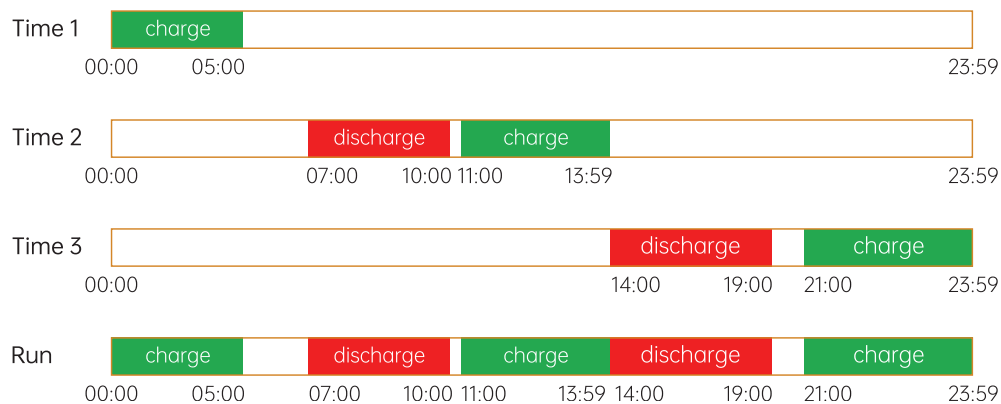 Time 1 charge
00:00 05:00 23:59
Time 2 discharge charge
00:00 07:00 10:00 11:00 13:59 23:59
Time 3 discharge charge
00:00 14:00 19:00 21:00 23:59
Run charge discharge charge discharge charge
00:00 05:00 07:00 10:00 11:00 13:59 14:00 19:00 21:00 23:59